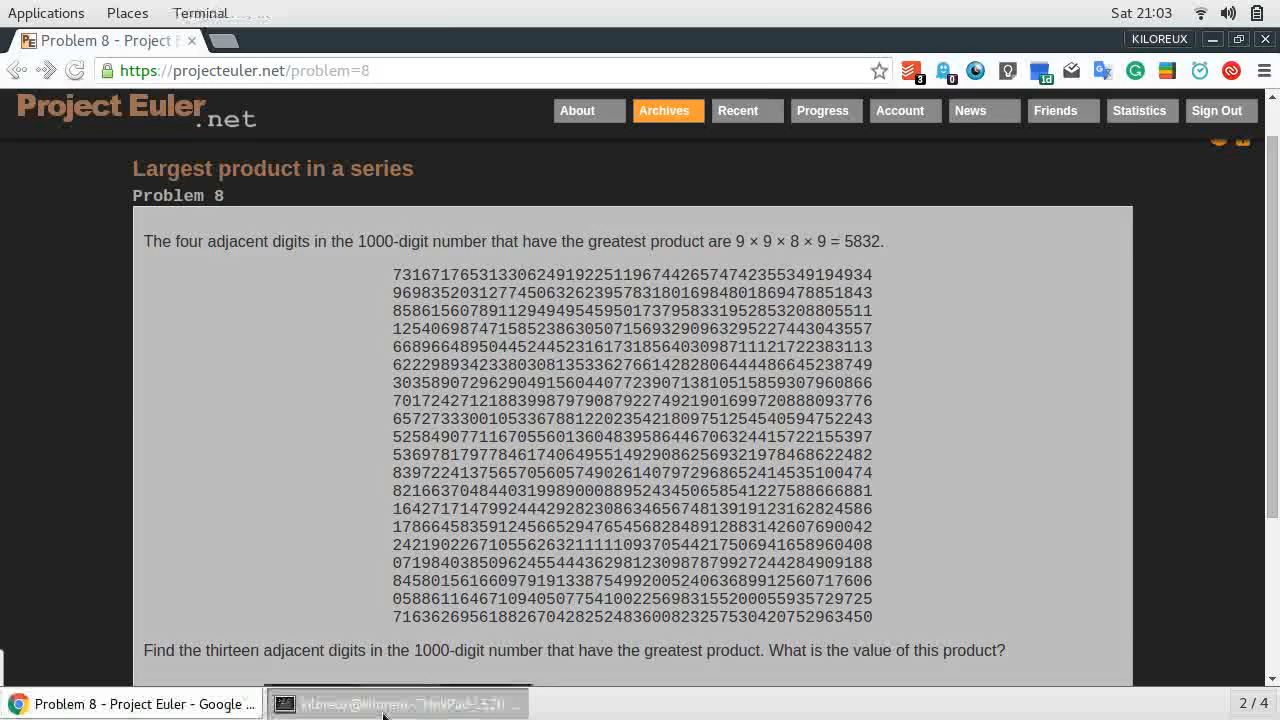 Applications Places Terminal Sat 21:03
Problem 8 - Project E KILOREUX
https://projecteuler.net/problem=8 3 0 1d
Project Euler .net About Archives Recent Progress Account News Friends Statistics Sign Out
Largest product in a series
Problem 8
The four adjacent digits in the 1000-digit number that have the greatest product are 9 × 9 × 8 × 9 = 5832.
73167176531330624919225119674426574742355349194934
96983520312774506326239578318016984801869478851843
85861560789112949495459501737958331952853208805511
12540698747158523863050715693290963295227443043557
66896648950445244523161731856403098711121722383113
62229893423380308135336276614282806444486645238749
30358907296290491560440772390713810515859307960866
70172427121883998797908792274921901699720888093776
65727333001053367881220235421809751254540594752243
52584907711670556013604839586446706324415722155397
53697817977846174064955149290862569321978468622482
83972241375657056057490261407972968652414535100474
82166370484403199890008895243450658541227588666881
16427171479924442928230863465674813919123162824586
17866458359124566529476545682848912883142607690042
24219022671055626321111109370544217506941658960408
07198403850962455444362981230987879927244284909188
84580156166097919133875499200524063689912560717606
05886116467109405077541002256983155200055935729725
71636269561882670428252483600823257530420752963450
Find the thirteen adjacent digits in the 1000-digit number that have the greatest product. What is the value of this product?
Problem 8 - Project Euler - Google ... 2 / 4